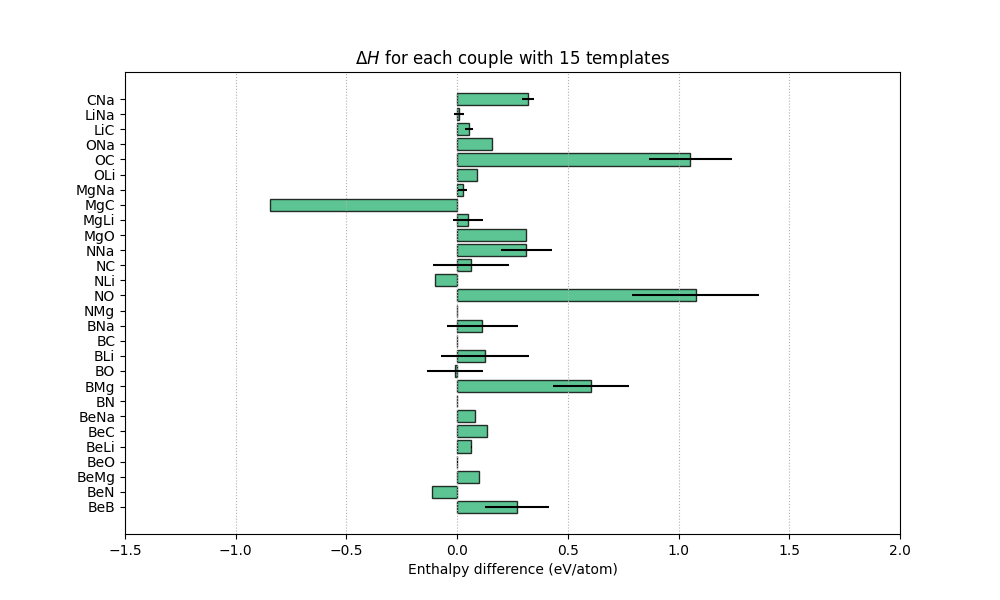 ΔH for each couple with 15 templates
CNa
LiNa
LiC
ONa
OC
OLi
MgNa
MgC
MgLi
MgO
NNa
NC
NLi
NO
NMg
BNa
BC
BLi
BO
BMg
BN
BeNa
BeC
BeLi
BeO
BeMg
BeN
BeB
−1.5 −1.0 −0.5 0.0 0.5 1.0 1.5 2.0
Enthalpy difference (eV/atom)